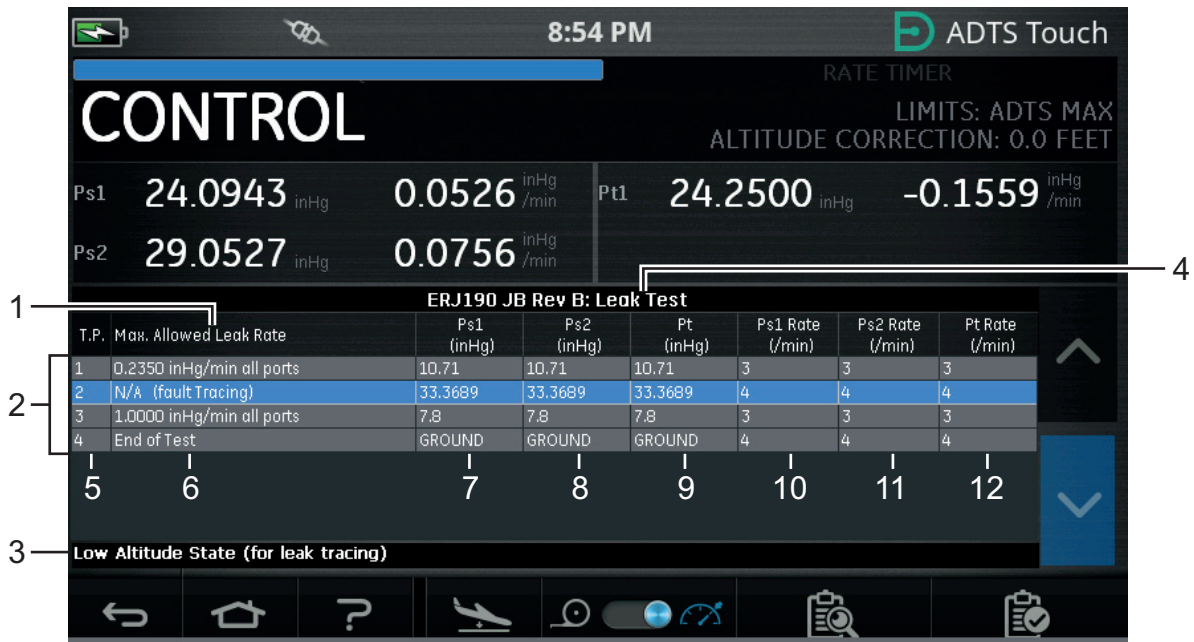 8:54 PM
ADTS Touch
RATE TIMER
CONTROL
LIMITS: ADTS MAX
ALTITUDE CORRECTION: 0.0 FEET
Ps1 24.0943 inHg 0.0526 inHg/min Pt1 24.2500 inHg -0.1559 inHg/min
Ps2 29.0527 inHg 0.0756 inHg/min
4
1
ERJ190 JB Rev B: Leak Test
T.P. Max. Allowed Leak Rate Ps1 (inHg) Ps2 (inHg) Pt (inHg) Ps1 Rate (/min) Ps2 Rate (/min) Pt Rate (/min)
1 0.2350 inHg/min all ports 10.71 10.71 10.71 3 3 3
2
2 N/A (fault Tracing) 33.3689 33.3689 33.3689 4 4 4
3 1.0000 inHg/min all ports 7.8 7.8 7.8 3 3 3
4 End of Test GROUND GROUND GROUND 4 4 4
5 6 7 8 9 10 11 12
3
Low Altitude State (for leak tracing)
?